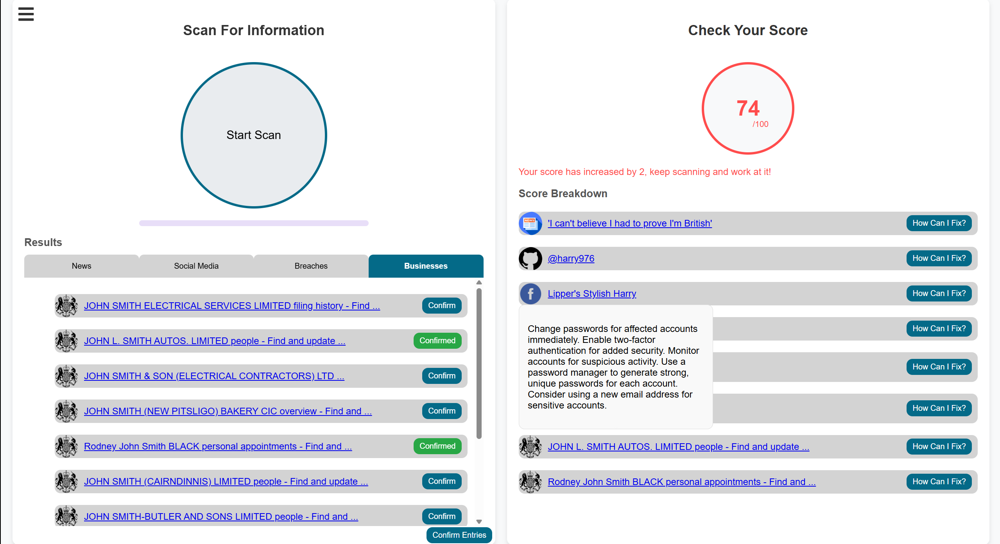 Scan For Information
Start Scan
Results
News
Social Media
Breaches
Businesses
JOHN SMITH ELECTRICAL SERVICES LIMITED filing history - Find ...
Confirm
JOHN L. SMITH AUTOS. LIMITED people - Find and update ...
Confirmed
JOHN SMITH & SON (ELECTRICAL CONTRACTORS) LTD ...
Confirm
JOHN SMITH (NEW PITSLIGO) BAKERY CIC overview - Find and ...
Confirm
Rodney John Smith BLACK personal appointments - Find and ...
Confirmed
JOHN SMITH (CAIRNDINNIS) LIMITED people - Find and update ...
Confirm
JOHN SMITH-BUTLER AND SONS LIMITED people - Find and ...
Confirm
Confirm Entries
Check Your Score
74
/100
Your score has increased by 2, keep scanning and work at it!
Score Breakdown
NEWS
'I can't believe I had to prove I'm British'
How Can I Fix?
@harry976
How Can I Fix?
f
Lipper's Stylish Harry
How Can I Fix?
Change passwords for affected accounts
immediately. Enable two-factor
authentication for added security. Monitor
accounts for suspicious activity. Use a
password manager to generate strong,
unique passwords for each account.
Consider using a new email address for
sensitive accounts.
How Can I Fix?
How Can I Fix?
How Can I Fix?
JOHN L. SMITH AUTOS. LIMITED people - Find and update ...
How Can I Fix?
Rodney John Smith BLACK personal appointments - Find and ...
How Can I Fix?